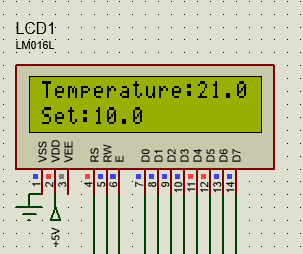 LCD1
LM016L
Temperature:21.0
Set:10.0
VSS
VDD
VEE
RS
RW
E
D0
D1
D2
D3
D4
D5
D6
D7
1
2
3
4
5
6
7
8
9
10
11
12
13
14
+5V